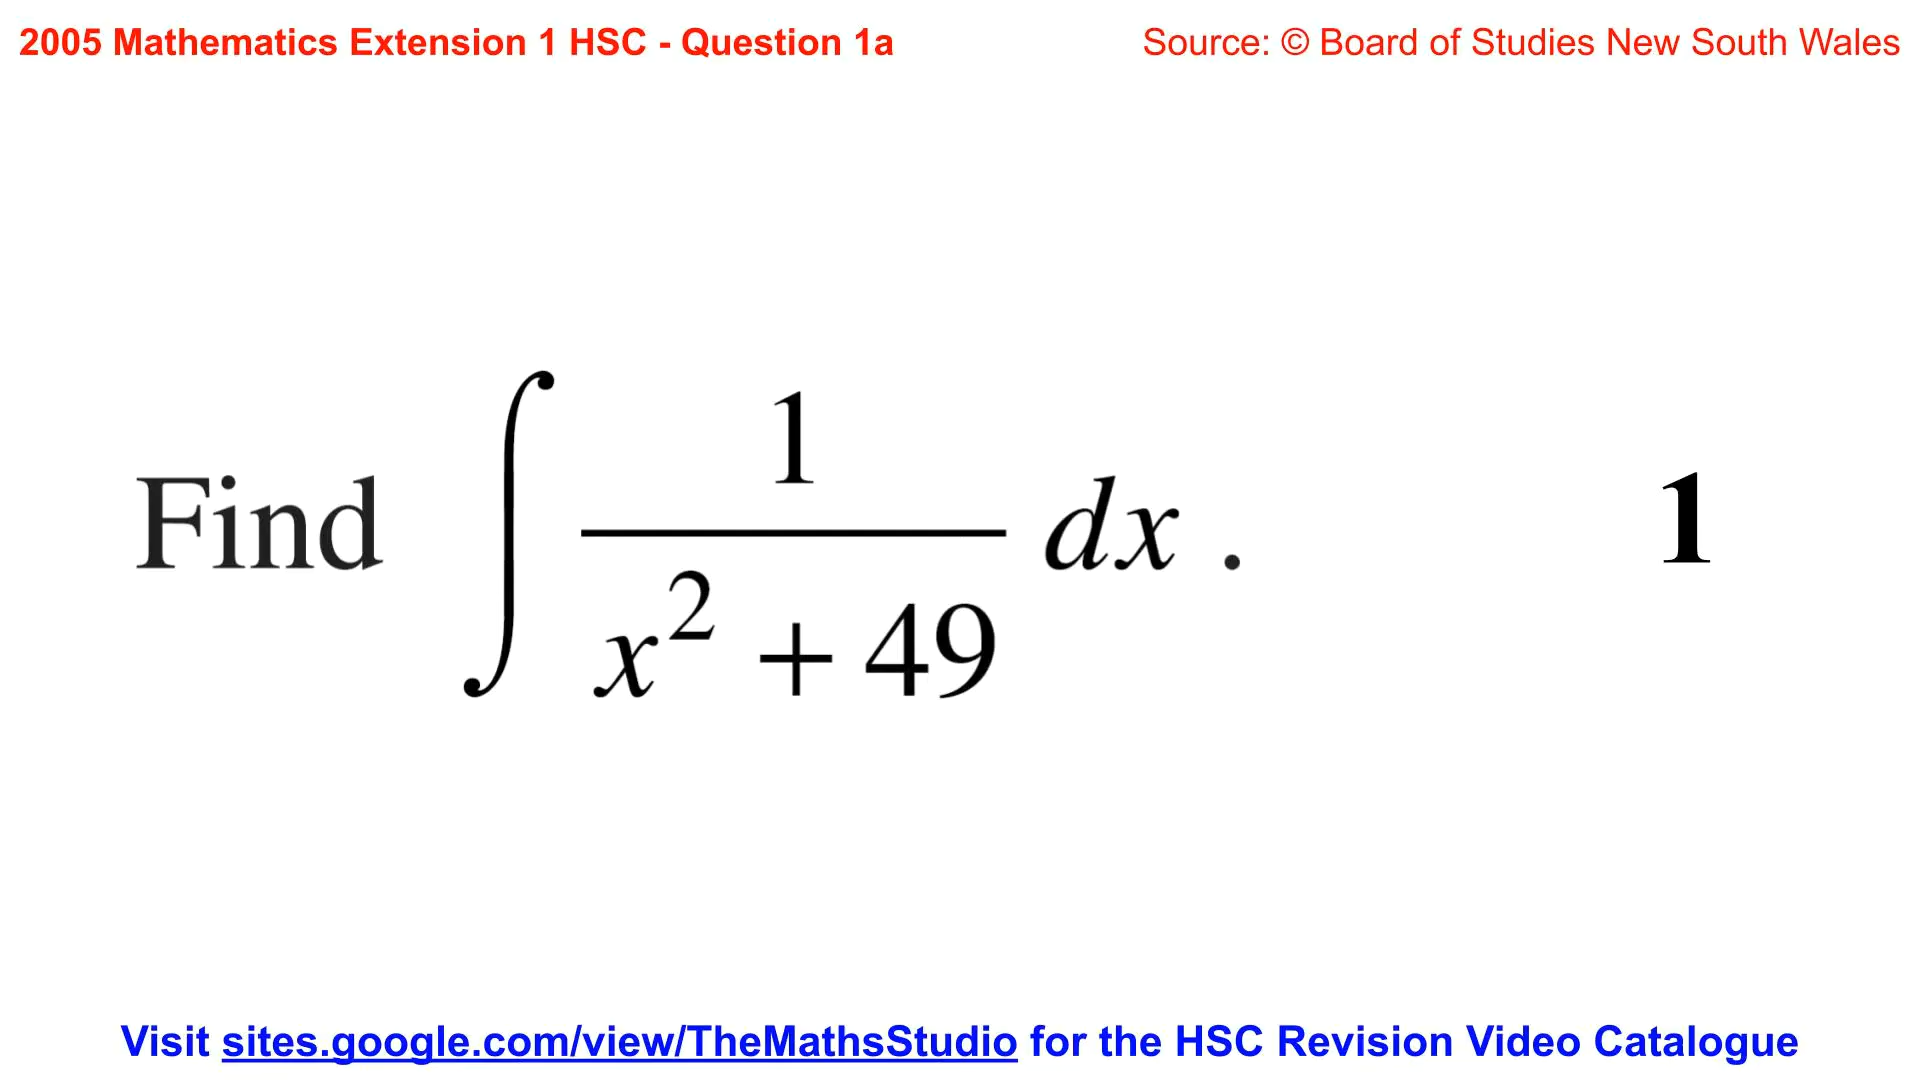 2005 Mathematics Extension 1 HSC - Question 1a
Source: © Board of Studies New South Wales
Find ∫ 1/(x² + 49) dx . 1
Visit sites.google.com/view/TheMathsStudio for the HSC Revision Video Catalogue